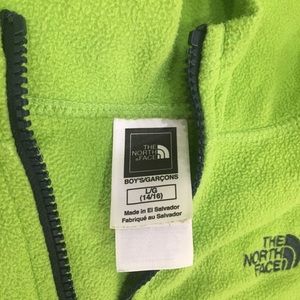 THE
NORTH
FACE
BOY'S/GARÇONS
L/G
(14/16)
Made in El Salvador
Fabriqué au Salvador
THE
NORTH
FACE